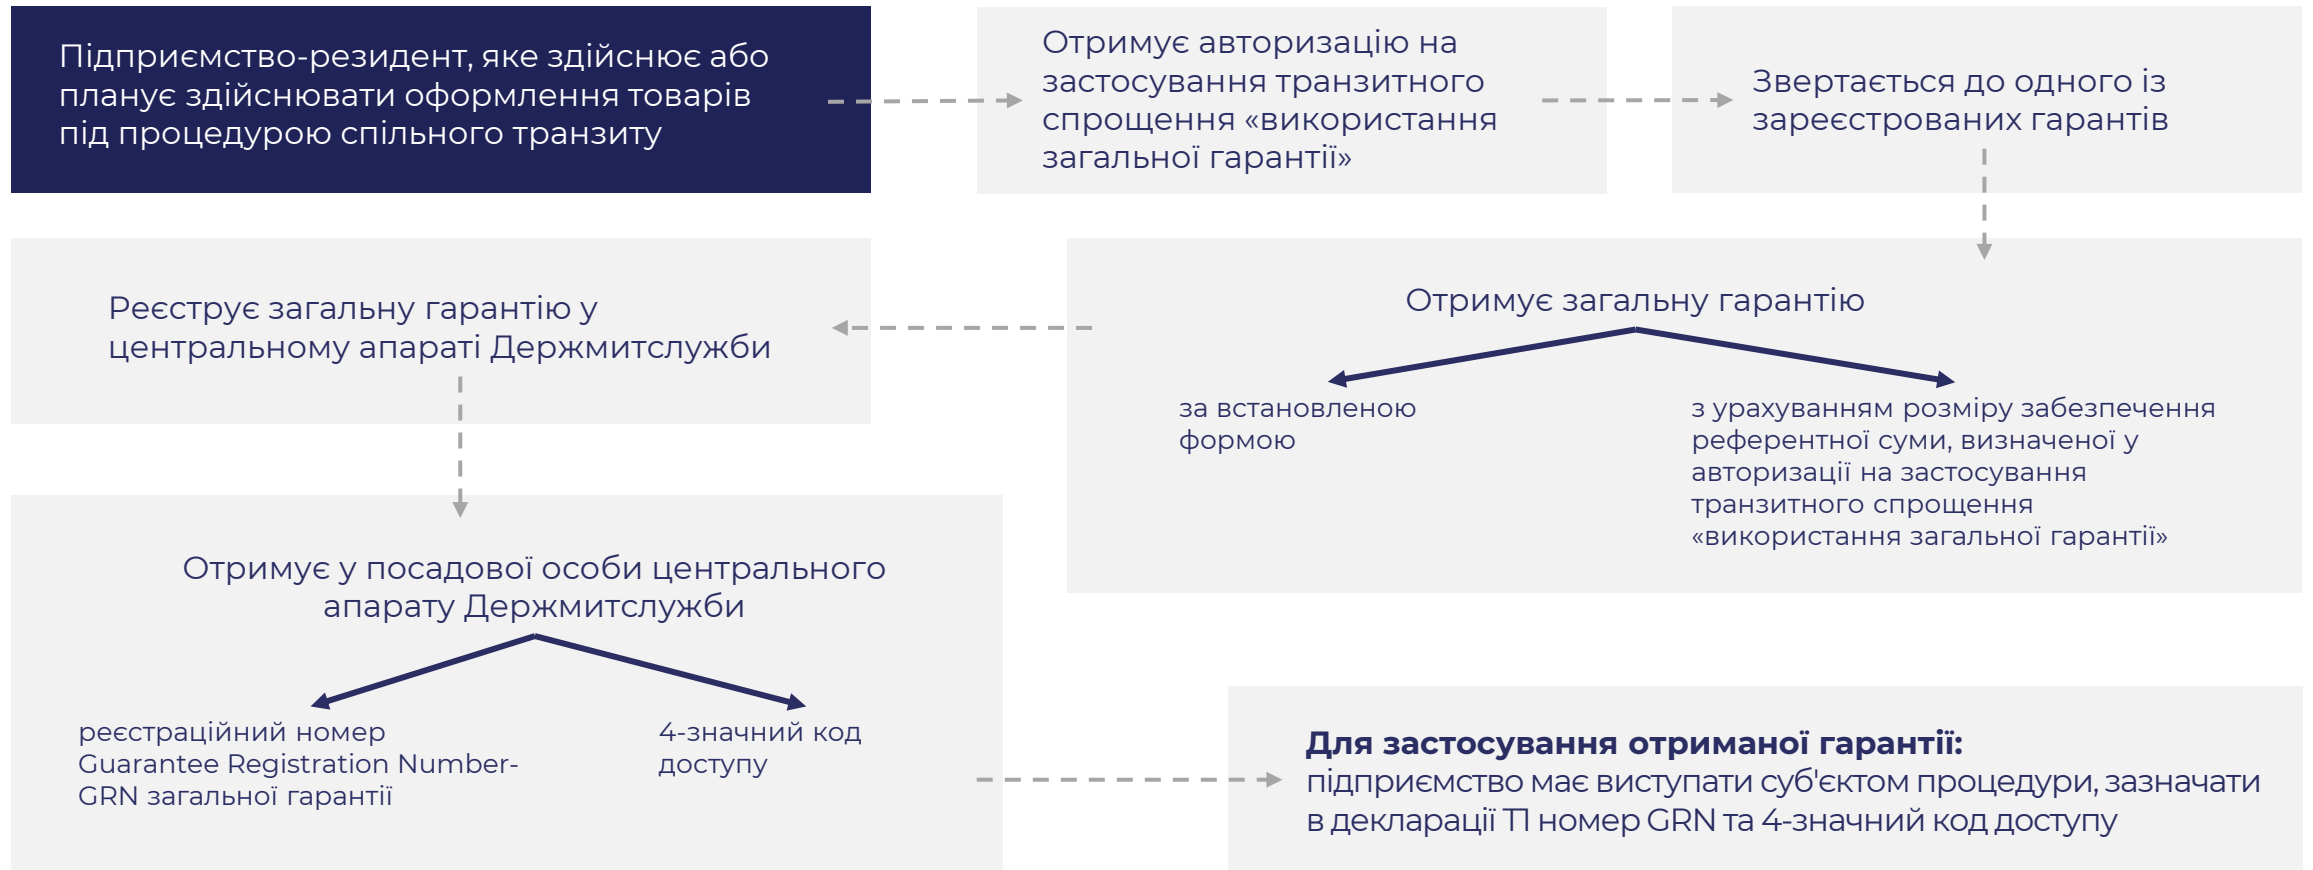 Підприємство-резидент, яке здійснює або
планує здійснювати оформлення товарів
під процедурою спільного транзиту
Отримує авторизацію на
застосування транзитного
спрощення «використання
загальної гарантії»
Звертається до одного із
зареєстрованих гарантів
Отримує загальну гарантію
за встановленою
формою
з урахуванням розміру забезпечення
референтної суми, визначеної у
авторизації на застосування
транзитного спрощення
«використання загальної гарантії»
Реєструє загальну гарантію у
центральному апараті Держмитслужби
Отримує у посадової особи центрального
апарату Держмитслужби
реєстраційний номер
Guarantee Registration Number-
GRN загальної гарантії
4-значний код
доступу
Для застосування отриманої гарантії:
підприємство має виступати суб'єктом процедури, зазначати
в декларації Т1 номер GRN та 4-значний код доступу